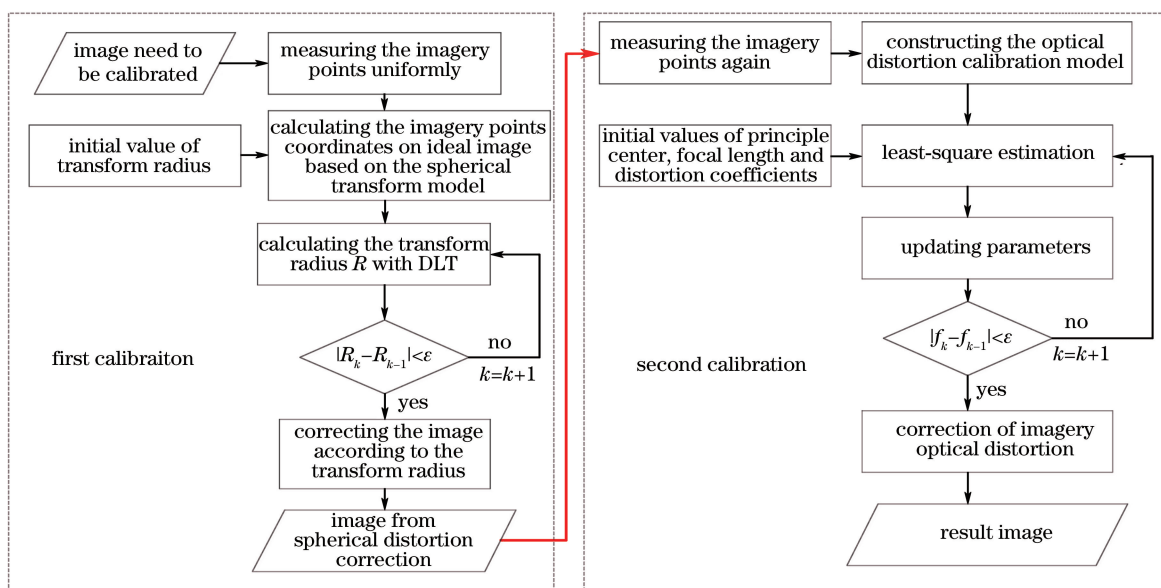 image need to
be calibrated
measuring the imagery
points uniformly
initial value of
transform radius
calculating the imagery points
coordinates on ideal image
based on the spherical
transform model
calculating the transform
radius R with DLT
|Rk−Rk−1|<ε
no
k=k+1
yes
first calibraiton
correcting the image
according to the
transform radius
image from
spherical distortion
correction
measuring the imagery
points again
constructing the optical
distortion calibration model
initial values of principle
center, focal length and
distortion coefficients
least-square estimation
updating parameters
|fk−fk−1|<ε
no
k=k+1
yes
second calibration
correction of imagery
optical distortion
result image